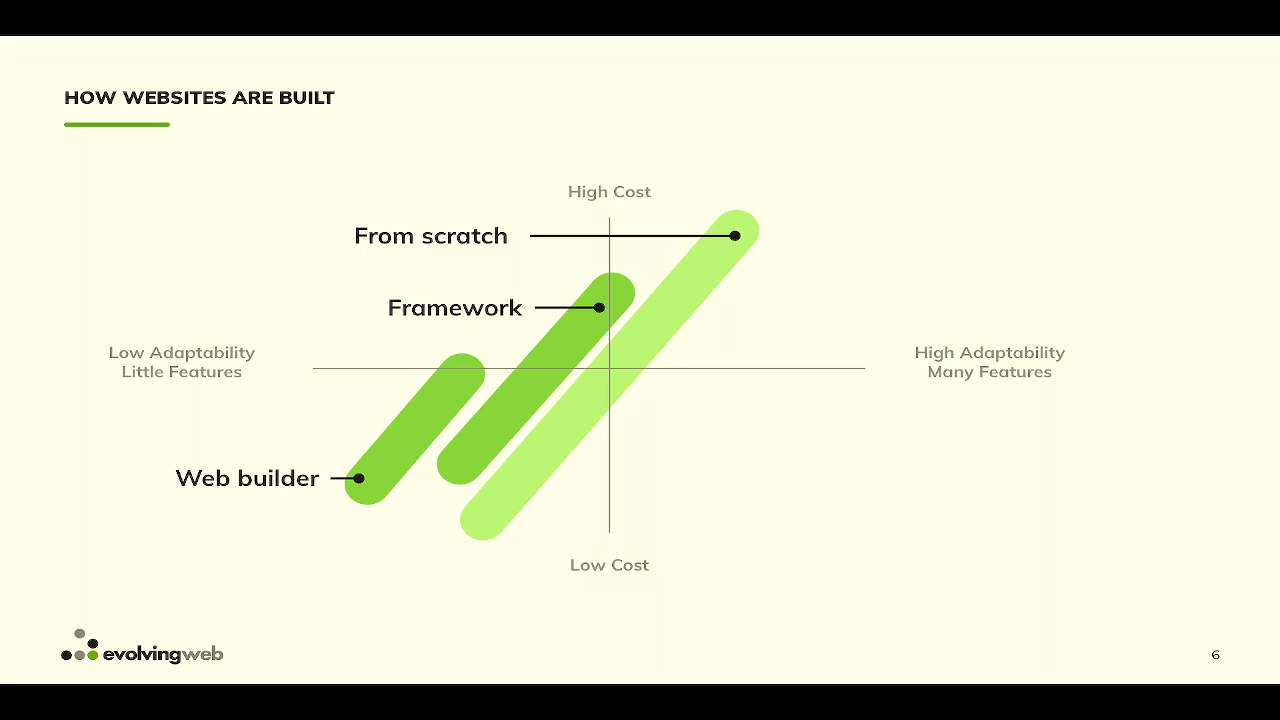 HOW WEBSITES ARE BUILT
High Cost
From scratch
Framework
Low Adaptability
Little Features
High Adaptability
Many Features
Web builder
Low Cost
evolvingweb
6